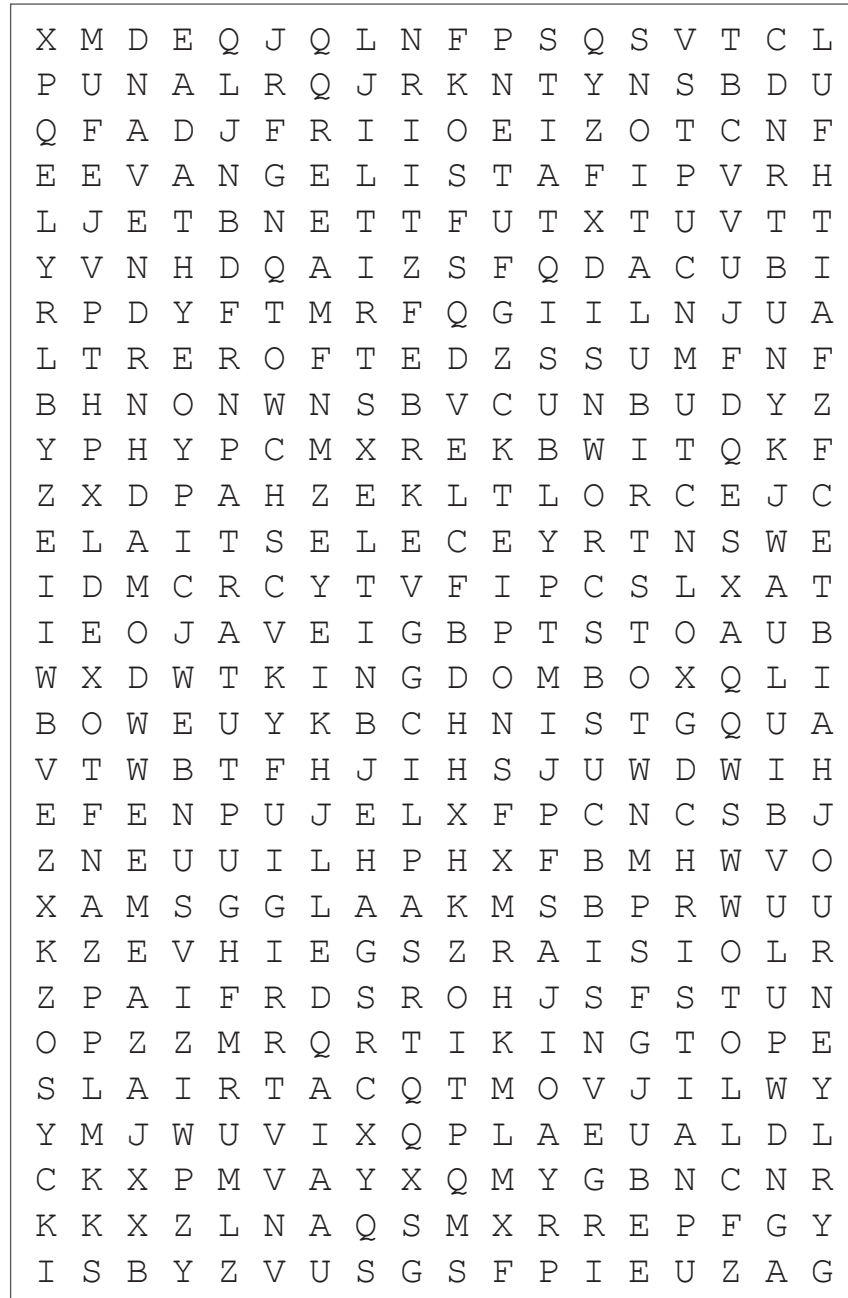 X M D E Q J Q L N F P S Q S V T C L
P U N A L R Q J R K N T Y N S B D U
Q F A D J F R I I O E I Z O T C N F
E E V A N G E L I S T A F I P V R H
L J E T B N E T T F U T X T U V T T
Y V N H D Q A I Z S F Q D A C U B I
R P D Y F T M R F Q G I I L N J U A
L T R E R O F T E D Z S S U M F N F
B H N O N W N S B V C U N B U D Y Z
Y P H Y P C M X R E K B W I T Q K F
Z X D P A H Z E K L T L O R C E J C
E L A I T S E L E C E Y R T N S W E
I D M C R C Y T V F I P C S L X A T
I E O J A V E I G B P T S T O A U B
W X D W T K I N G D O M B O X Q L I
B O W E U Y K B C H N I S T G Q U A
V T W B T F H J I H S J U W D W I H
E F E N P U J E L X F P C N C S B J
Z N E U U I L H P H X F B M H W V O
X A M S G G L A A K M S B P R W U U
K Z E V H I E G S Z R A I S I O L R
Z P A I F R D S R O H J S F S T U N
O P Z Z M R Q R T I K I N G T O P E
S L A I R T A C Q T M O V J I L W Y
Y M J W U V I X Q P L A E U A L D L
C K X P M V A Y X Q M Y G B N C N R
K K X Z L N A Q S M X R R E P F G Y
I S B Y Z V U S G S F P I E U Z A G